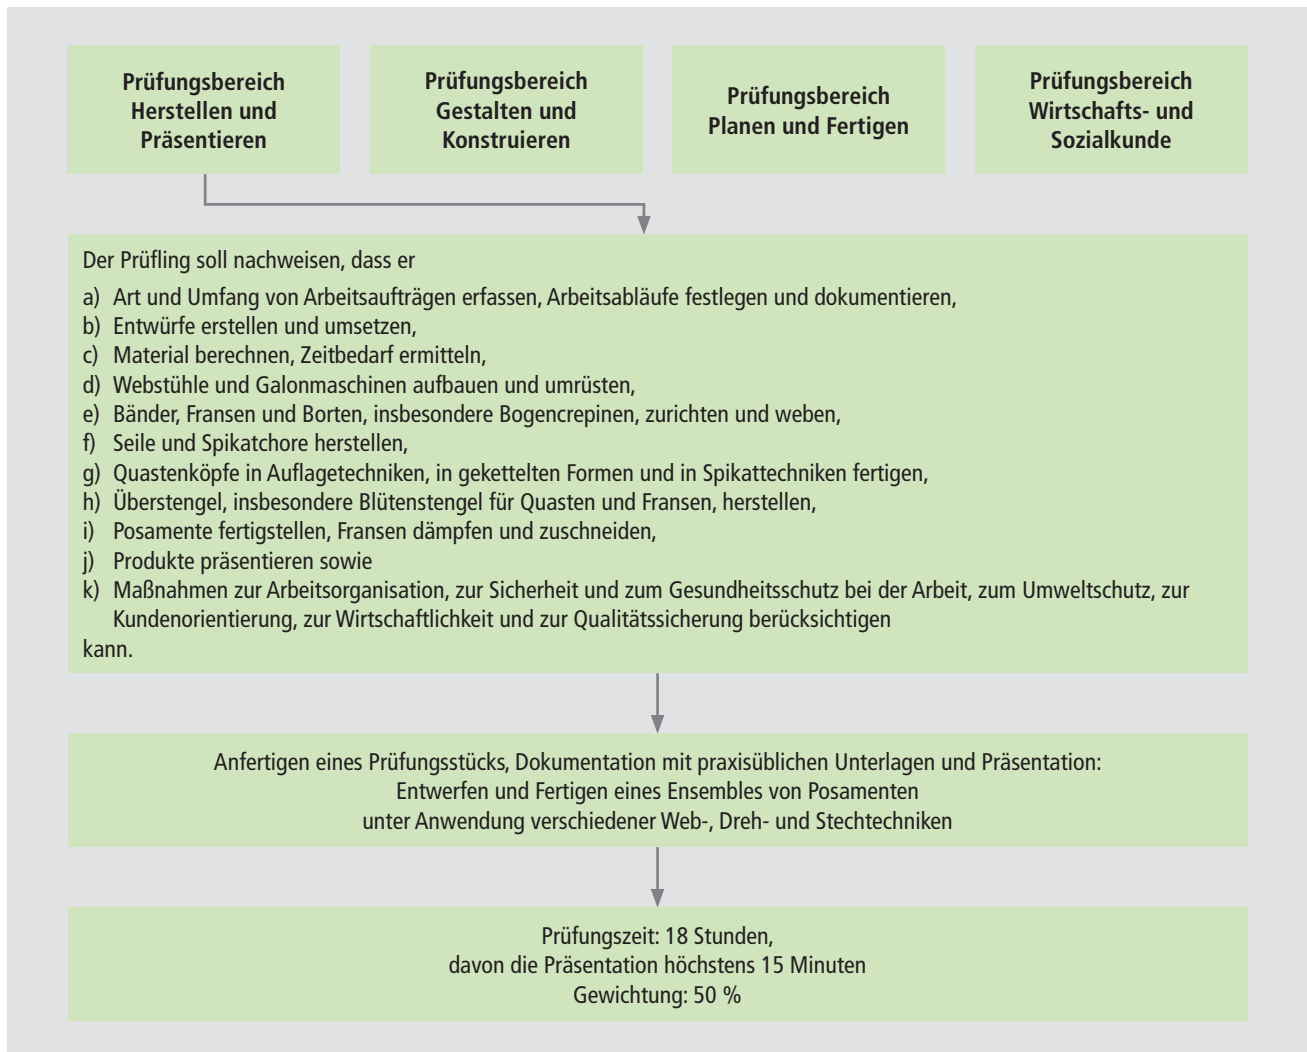 Prüfungsbereich
Herstellen und
Präsentieren
Prüfungsbereich
Gestalten und
Konstruieren
Prüfungsbereich
Planen und Fertigen
Prüfungsbereich
Wirtschafts- und
Sozialkunde
Der Prüfling soll nachweisen, dass er
a) Art und Umfang von Arbeitsaufträgen erfassen, Arbeitsabläufe festlegen und dokumentieren,
b) Entwürfe erstellen und umsetzen,
c) Material berechnen, Zeitbedarf ermitteln,
d) Webstühle und Galonmaschinen aufbauen und umrüsten,
e) Bänder, Fransen und Borten, insbesondere Bogencrepinen, zurichten und weben,
f) Seile und Spikatchore herstellen,
g) Quastenköpfe in Auflagetechniken, in gekettelten Formen und in Spikattechniken fertigen,
h) Überstengel, insbesondere Blütenstengel für Quasten und Fransen, herstellen,
i) Posamente fertigstellen, Fransen dämpfen und zuschneiden,
j) Produkte präsentieren sowie
k) Maßnahmen zur Arbeitsorganisation, zur Sicherheit und zum Gesundheitsschutz bei der Arbeit, zum Umweltschutz, zur
Kundenorientierung, zur Wirtschaftlichkeit und zur Qualitätssicherung berücksichtigen
kann.
Anfertigen eines Prüfungsstücks, Dokumentation mit praxisüblichen Unterlagen und Präsentation:
Entwerfen und Fertigen eines Ensembles von Posamenten
unter Anwendung verschiedener Web-, Dreh- und Stechtechniken
Prüfungszeit: 18 Stunden,
davon die Präsentation höchstens 15 Minuten
Gewichtung: 50 %